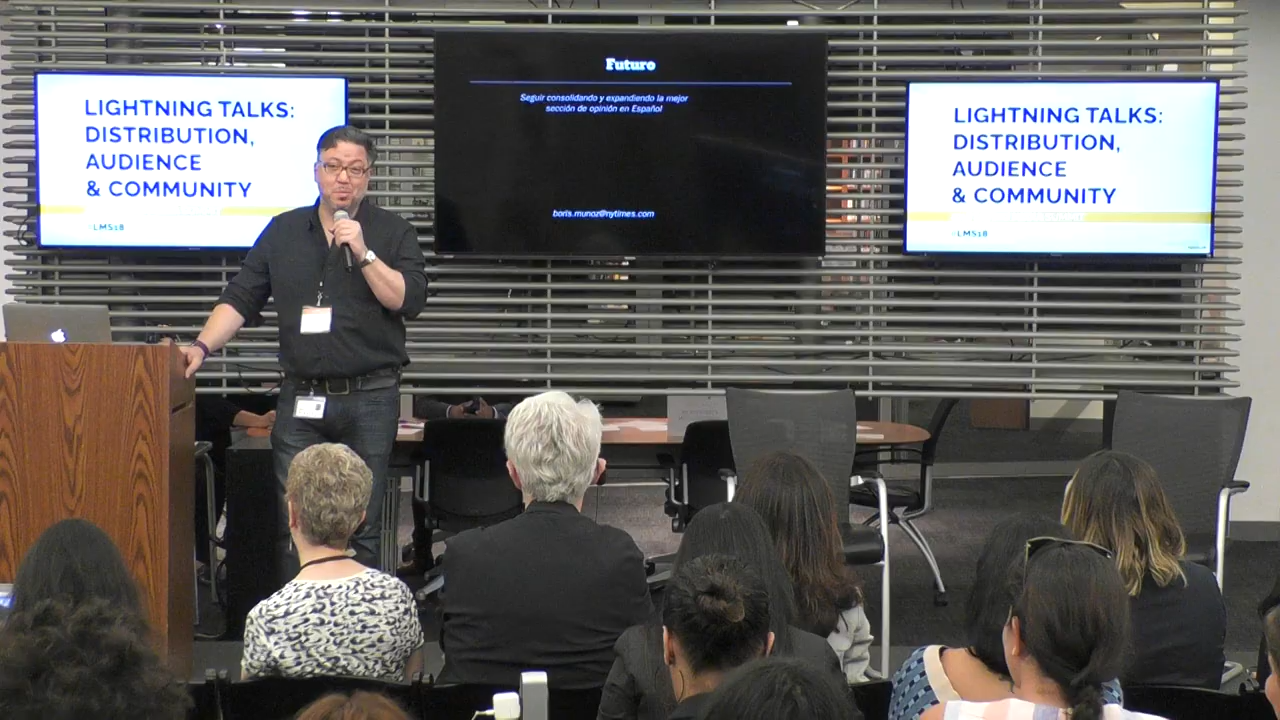 LIGHTNING TALKS:
DISTRIBUTION,
AUDIENCE
& COMMUNITY
#LMS18
Futuro
Seguir consolidando y expandiendo la mejor
sección de opinión en Español
boris.munoz@nytimes.com
LIGHTNING TALKS:
DISTRIBUTION,
AUDIENCE
& COMMUNITY
#LMS18